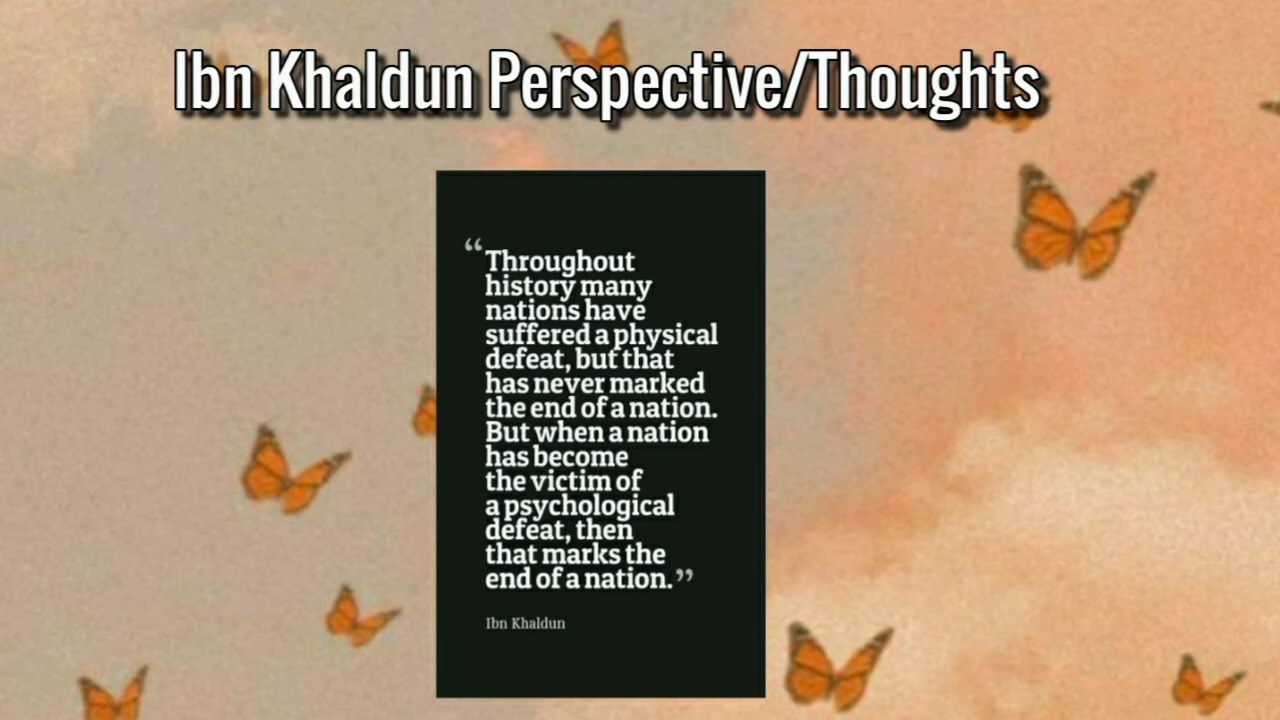 Ibn Khaldun Perspective/Thoughts
“Throughout
history many
nations have
suffered a physical
defeat, but that
has never marked
the end of a nation.
But when a nation
has become
the victim of
a psychological
defeat, then
that marks the
end of a nation.”
Ibn Khaldun